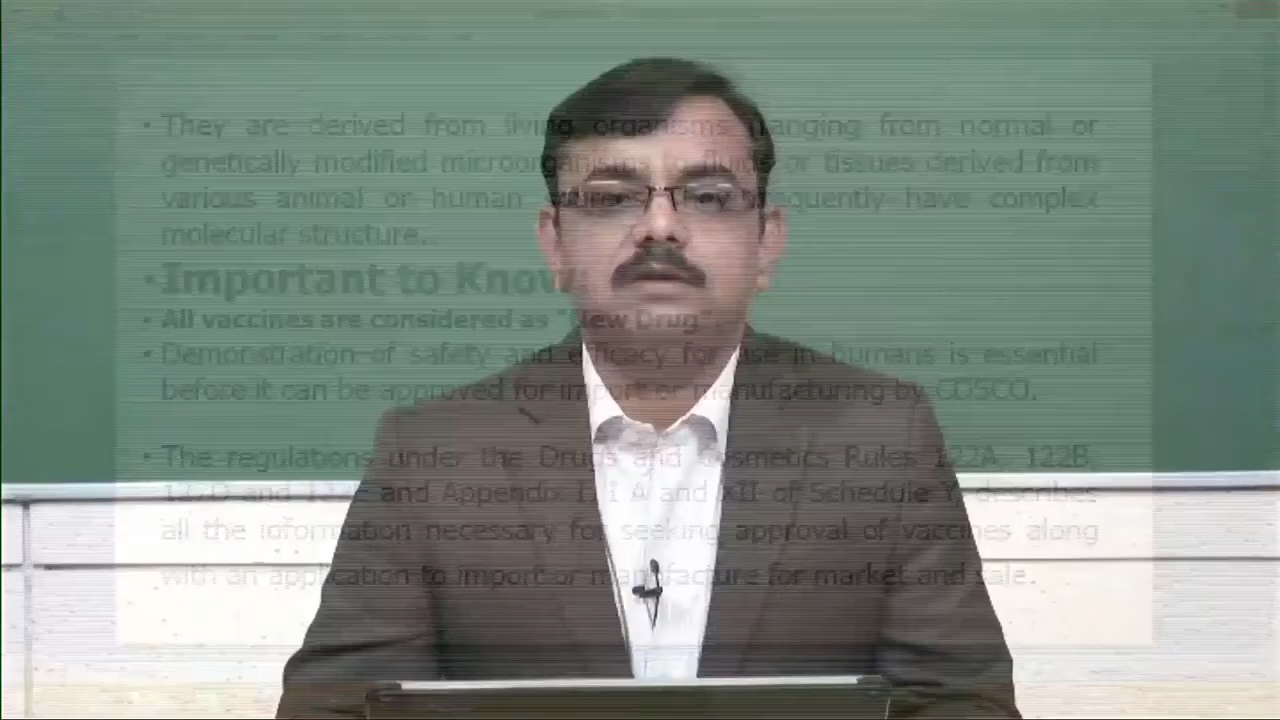 • They are derived from living organisms ranging from normal or
genetically modified microorganisms to fluids or tissues derived from
various animal or human frequently have complex
molecular structure.
• Important to Know:
• All vaccines are considered as "New Drug".
• Demonstration of safety and efficacy for use in humans is essential
before it can be approved for import or manufacturing by CDSCO.
• The regulations under the Drugs and Cosmetics Rules 122A, 122B,
122D and and Appendix I, I A and XII of Schedule Y, describes
all the information necessary for seeking approval of vaccines along
with an application to import or manufacture for market and sale.